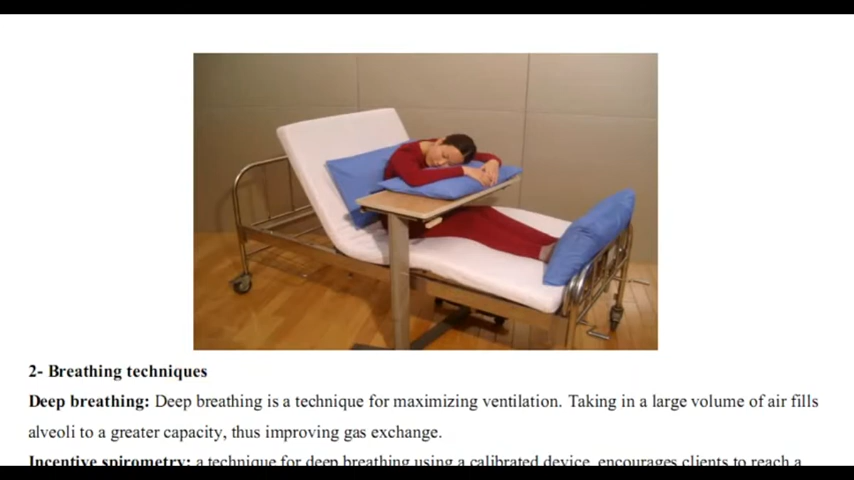 2- Breathing techniques
Deep breathing: Deep breathing is a technique for maximizing ventilation. Taking in a large volume of air fills
alveoli to a greater capacity, thus improving gas exchange.
Incentive spirometry: a technique for deep breathing using a calibrated device, encourages clients to reach a